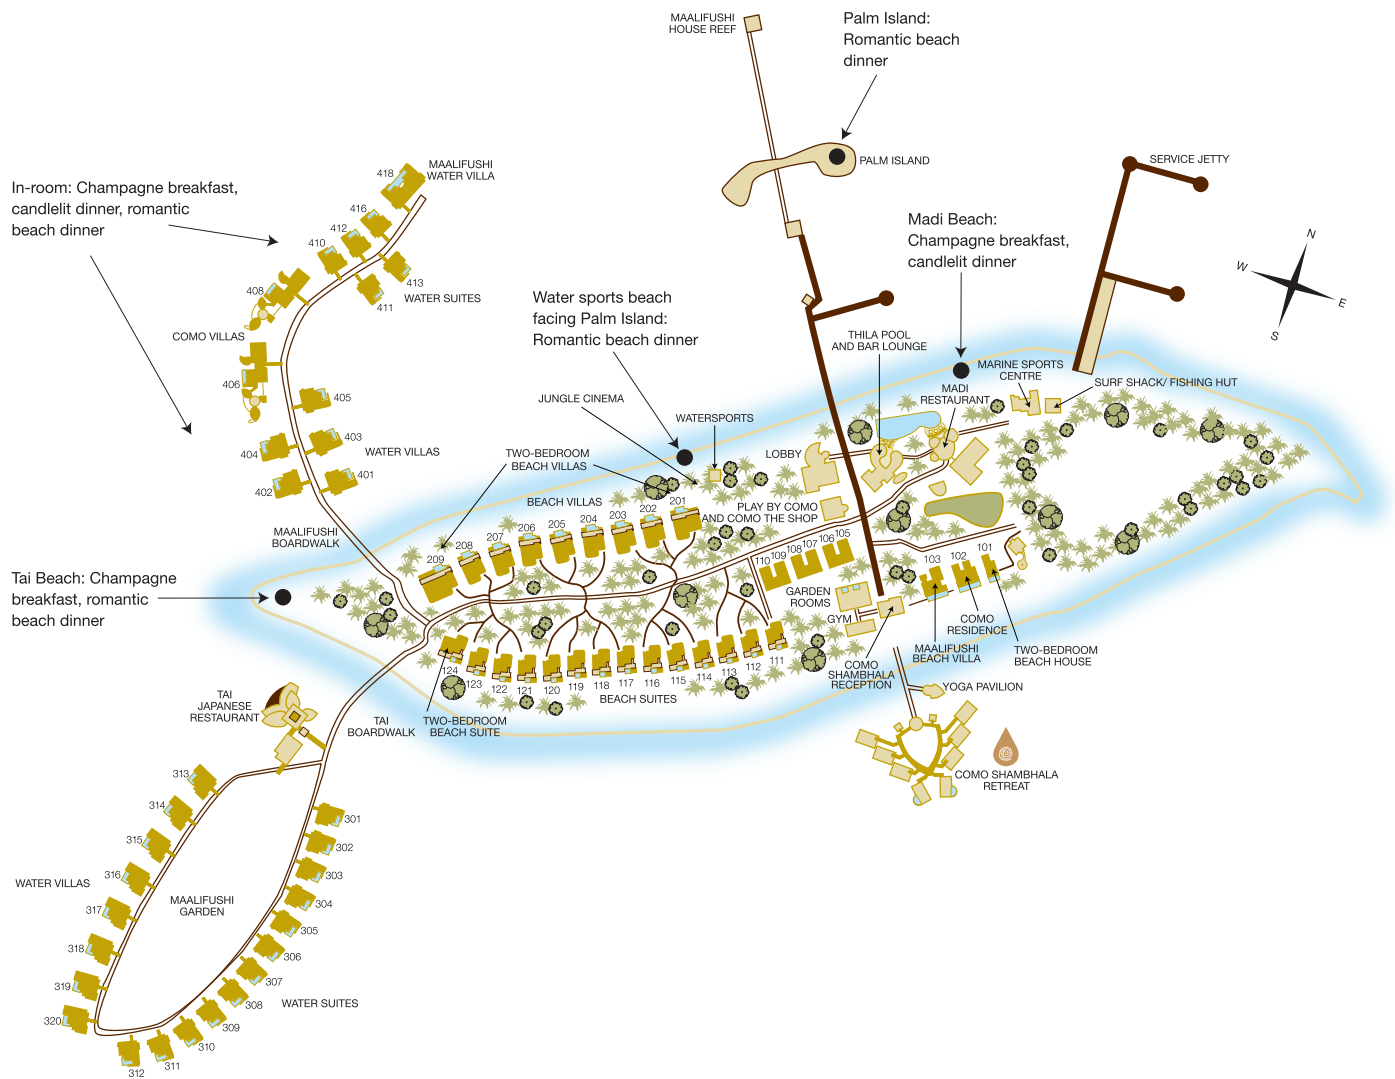 MAALIFUSHI
HOUSE REEF
Palm Island:
Romantic beach
dinner
PALM ISLAND
SERVICE JETTY
In-room: Champagne breakfast,
candlelit dinner, romantic
beach dinner
MAALIFUSHI
WATER VILLA
418
416
412
410
413
411
408
WATER SUITES
COMO VILLAS
406
405
403
404
WATER VILLAS
402
401
MAALIFUSHI
BOARDWALK
Madi Beach:
Champagne breakfast,
candlelit dinner
N
W
E
S
Water sports beach
facing Palm Island:
Romantic beach dinner
THILA POOL
AND BAR LOUNGE
MARINE SPORTS
CENTRE
SURF SHACK/ FISHING HUT
MADI
RESTAURANT
JUNGLE CINEMA
WATERSPORTS
TWO-BEDROOM
BEACH VILLAS
LOBBY
BEACH VILLAS
PLAY BY COMO
AND COMO THE SHOP
201
202
203
204
205
206
207
208
209
105
106
107
108
109
110
103
102
101
Tai Beach: Champagne
breakfast, romantic
beach dinner
GARDEN
ROOMS
GYM
COMO
RESIDENCE
MAALIFUSHI
BEACH VILLA
TWO-BEDROOM
BEACH HOUSE
COMO
SHAMBHALA
RECEPTION
111
112
113
114
115
116
117
118
119
120
121
122
123
124
BEACH SUITES
TWO-BEDROOM
BEACH SUITE
TAI
BOARDWALK
TAI
JAPANESE
RESTAURANT
YOGA PAVILION
COMO SHAMBHALA
RETREAT
313
314
315
316
317
318
319
320
WATER VILLAS
MAALIFUSHI
GARDEN
301
302
303
304
305
306
307
308
309
310
311
312
WATER SUITES